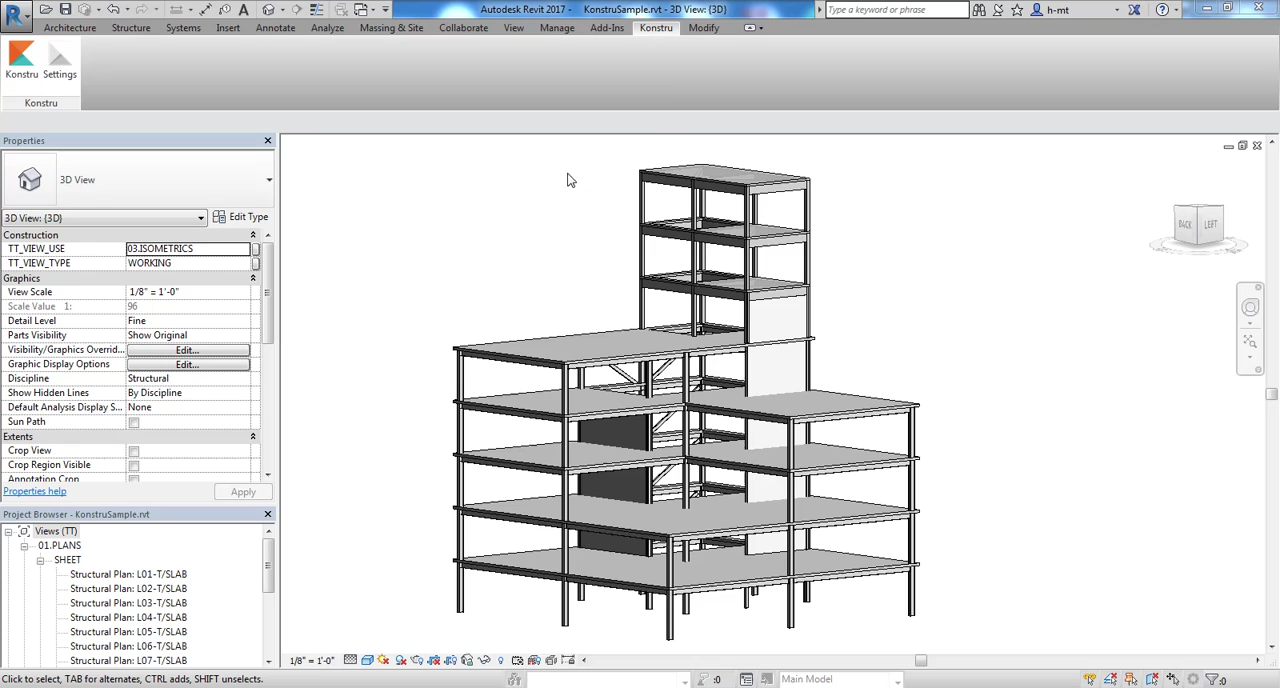 Autodesk Revit 2017 - KonstruSample.rvt - 3D View: {3D}
Type a keyword or phrase
h-mt
Architecture Structure Systems Insert Annotate Analyze Massing & Site Collaborate View Manage Add-Ins Konstru Modify
Konstru Settings
Konstru
Properties
3D View
3D View: {3D}
Edit Type
Construction
TT_VIEW_USE 03.ISOMETRICS
TT_VIEW_TYPE WORKING
Graphics
View Scale 1/8" = 1'-0"
Scale Value 1: 96
Detail Level Fine
Parts Visibility Show Original
Visibility/Graphics Overrid... Edit...
Graphic Display Options Edit...
Discipline Structural
Show Hidden Lines By Discipline
Default Analysis Display S... None
Sun Path
Extents
Crop View
Crop Region Visible
Annotation Crop
Properties help
Apply
BACK LEFT
Project Browser - KonstruSample.rvt
Views (TT)
01.PLANS
SHEET
Structural Plan: L01-T/SLAB
Structural Plan: L02-T/SLAB
Structural Plan: L03-T/SLAB
Structural Plan: L04-T/SLAB
Structural Plan: L05-T/SLAB
Structural Plan: L06-T/SLAB
Structural Plan: L07-T/SLAB
1/8" = 1'-0"
Click to select, TAB for alternates, CTRL adds, SHIFT unselects.
:0
Main Model
:0